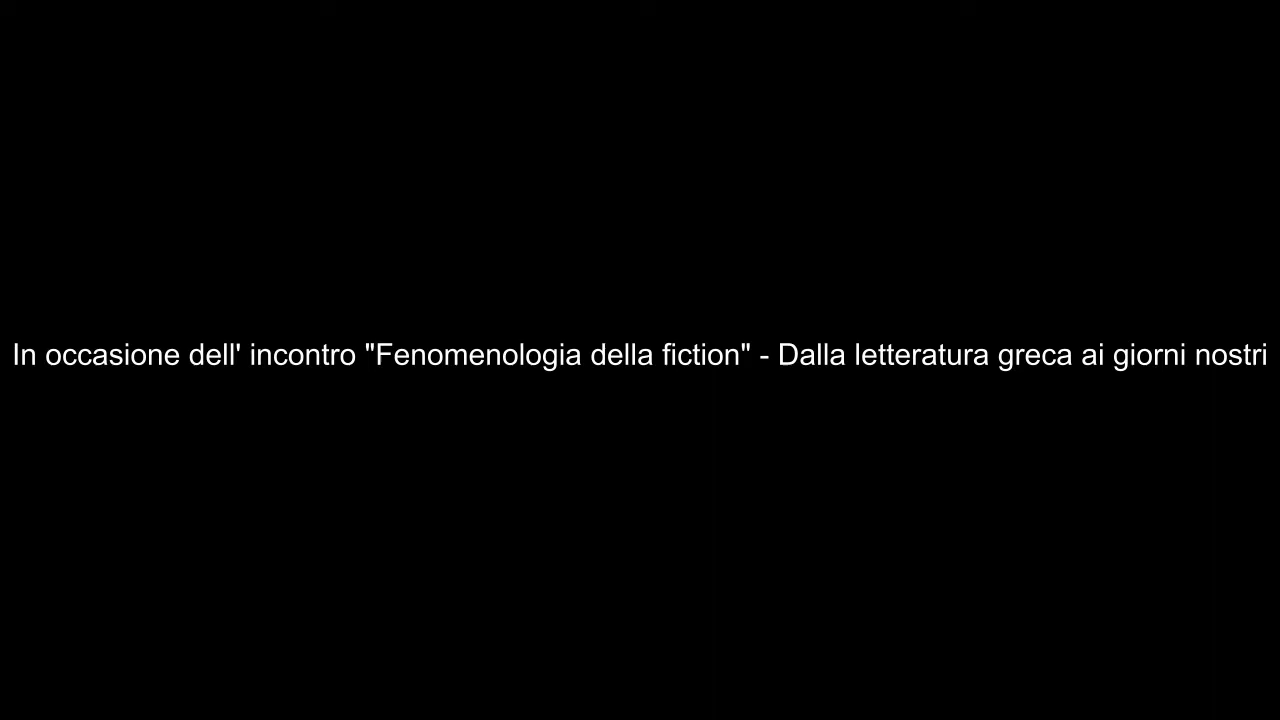 In occasione dell' incontro "Fenomenologia della fiction" - Dalla letteratura greca ai giorni nostri